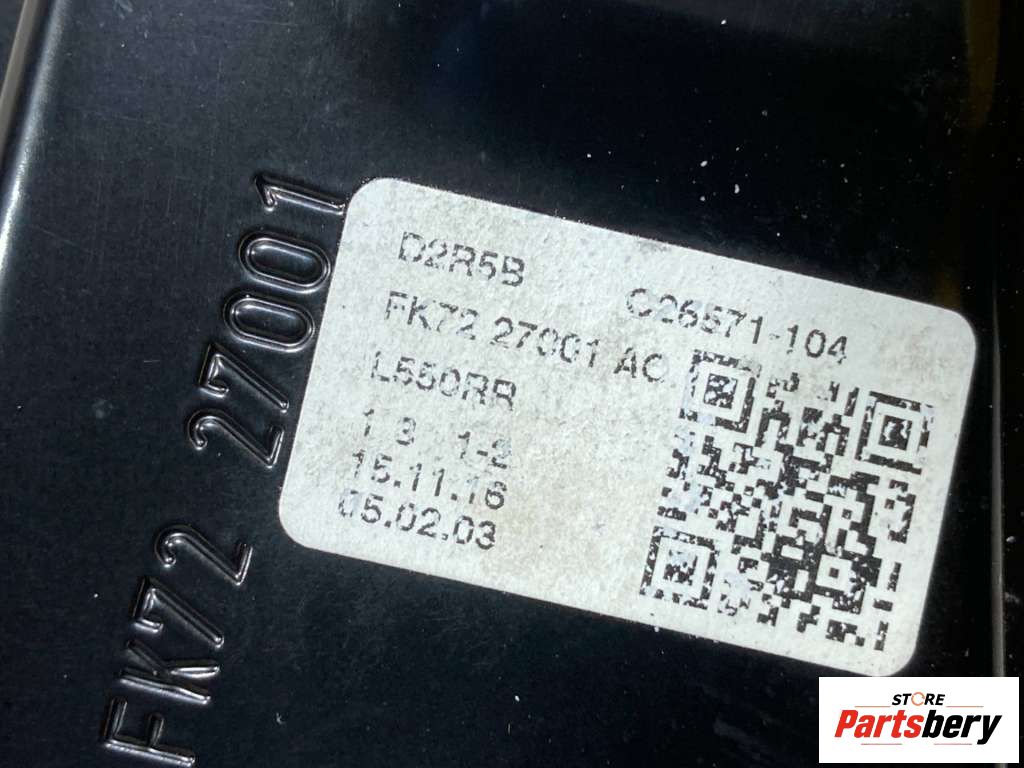 FK72 27001
D2R5B
C26571-104
FK72 27001 AC
L550RR
1 3 1-2
15.11.16
05.02.03
STORE
Partsbery